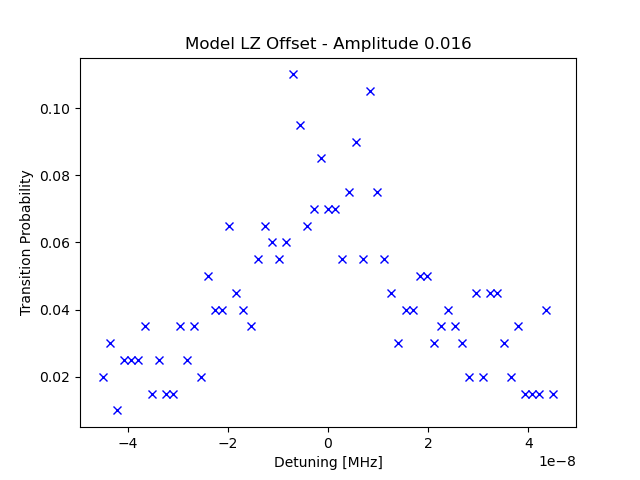 Model LZ Offset - Amplitude 0.016
Transition Probability
0.10
0.08
0.06
0.04
0.02
−4
−2
0
2
4
1e−8
Detuning [MHz]